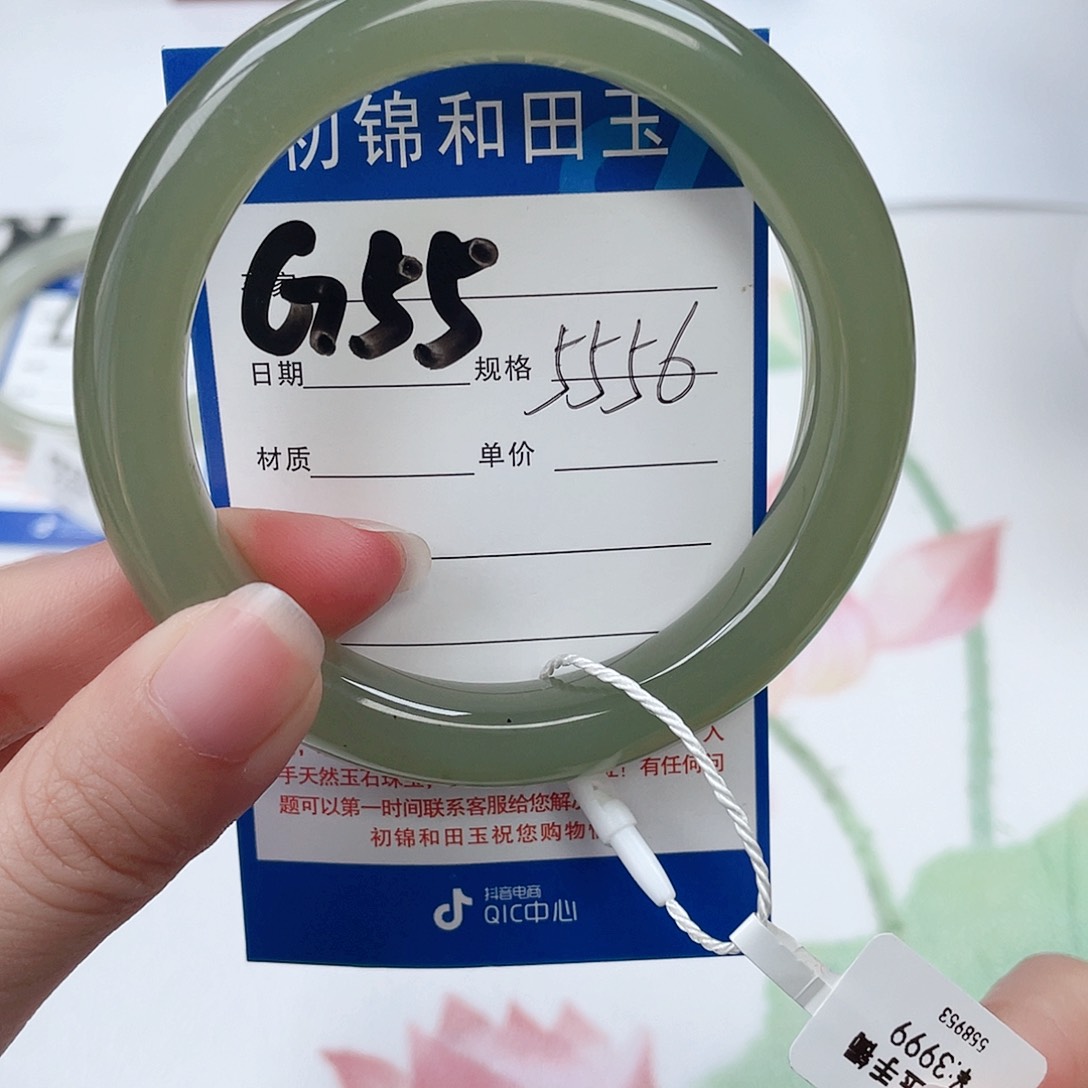 初锦和田玉
G55
日期 规格 5556
材质 单价
手天然玉石珠宝，
！有任何问
题可以第一时间联系客服给您解
初锦和田玉祝您购物
抖音电商
QIC中心
558953
¥:3999
玉手镯